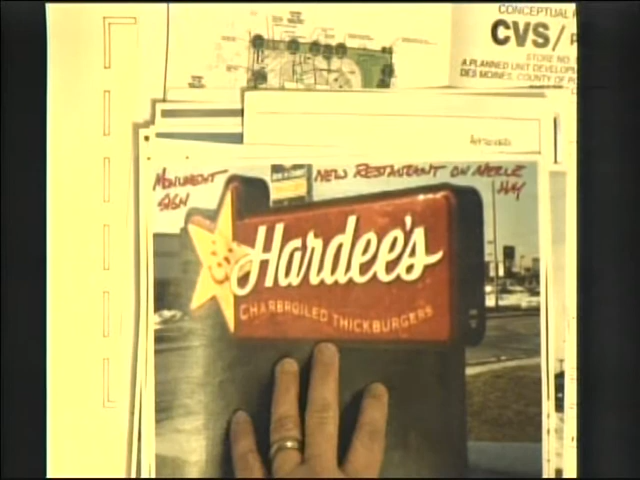 CONCEPTUAL
CVS/
STORE NO.
A PLANNED UNIT
DES MOINES, COUNTY OF
MONUMENT
SIGN
NEW RESTAURANT ON MERLE
HAY
Hardee's
CHARBROILED THICKBURGERS